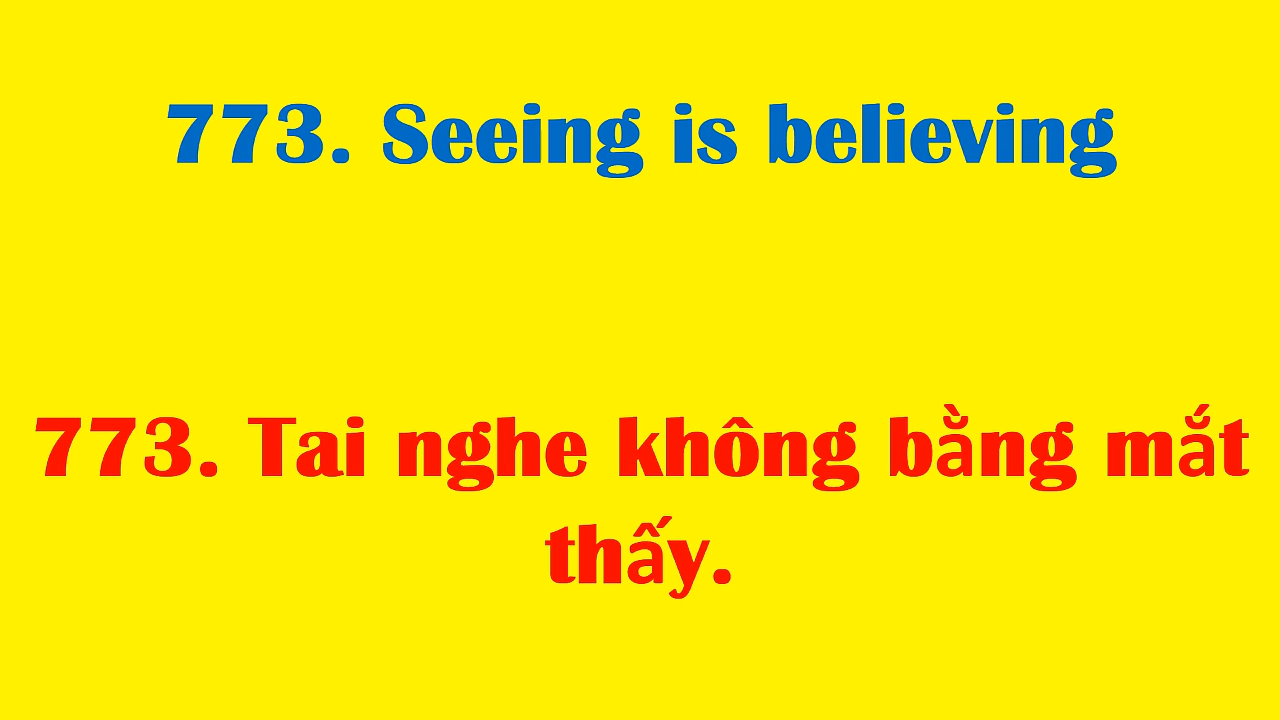 773. Seeing is believing
773. Tai nghe không bằng mắt
thấy.